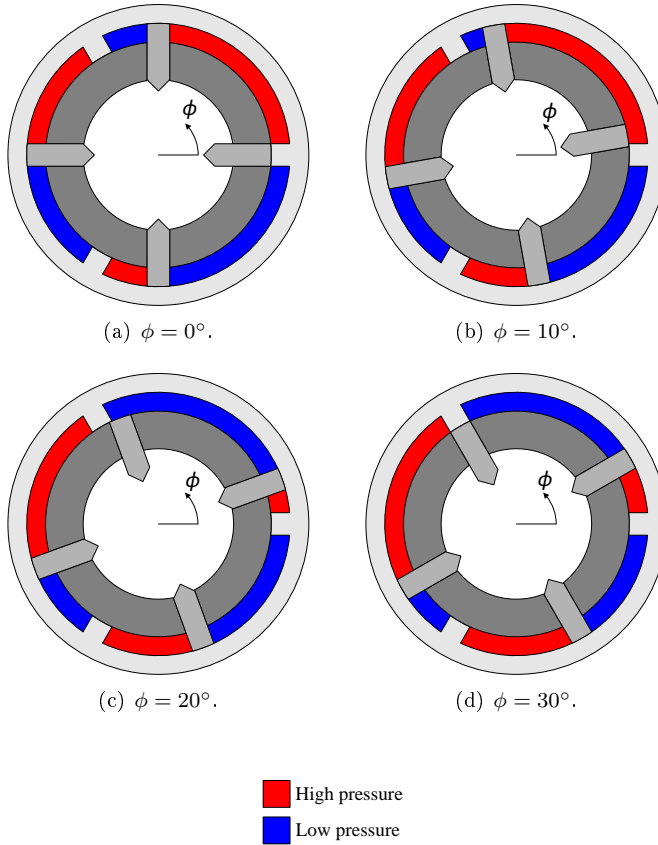 ϕ
ϕ
(a) ϕ = 0°.
(b) ϕ = 10°.
ϕ
ϕ
(c) ϕ = 20°.
(d) ϕ = 30°.
High pressure
Low pressure